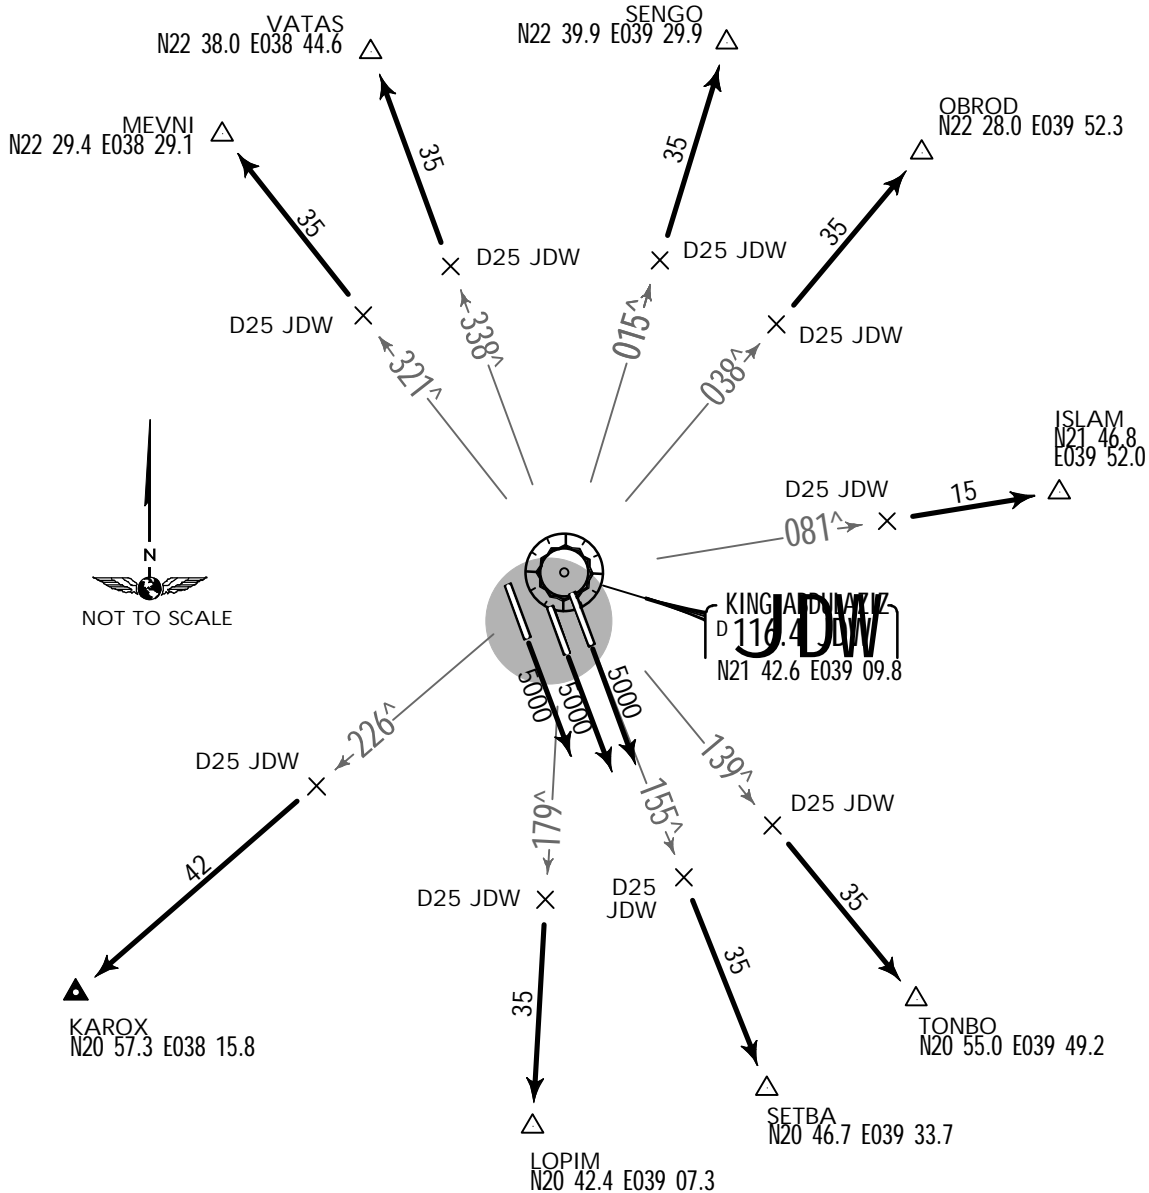 VATAS
N22 38.0 E038 44.6
SENGO
N22 39.9 E039 29.9
MEVNI
N22 29.4 E038 29.1
OBROD
N22 28.0 E039 52.3
35
35
35
35
D25 JDW
D25 JDW
D25 JDW
D25 JDW
321^
338^
015^
038^
ISLAM
N21 46.8
E039 52.0
D25 JDW
15
081^
N
NOT TO SCALE
KING ABDULAZIZ
D 116.4 JDW
JDW
N21 42.6 E039 09.8
5000
5000
5000
226^
D25 JDW
42
KAROX
N20 57.3 E038 15.8
179^
D25 JDW
35
LOPIM
N20 42.4 E039 07.3
155^
D25
JDW
35
SETBA
N20 46.7 E039 33.7
139^
D25 JDW
35
TONBO
N20 55.0 E039 49.2